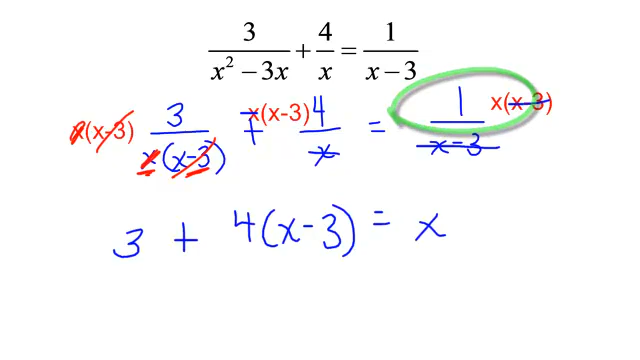 3/(x² − 3x) + 4/x = 1/(x − 3)
x(x-3) 3/(x(x-3)) + x(x-3) 4/x = 1/(x-3) x(x-3)
3 + 4(x-3) = x